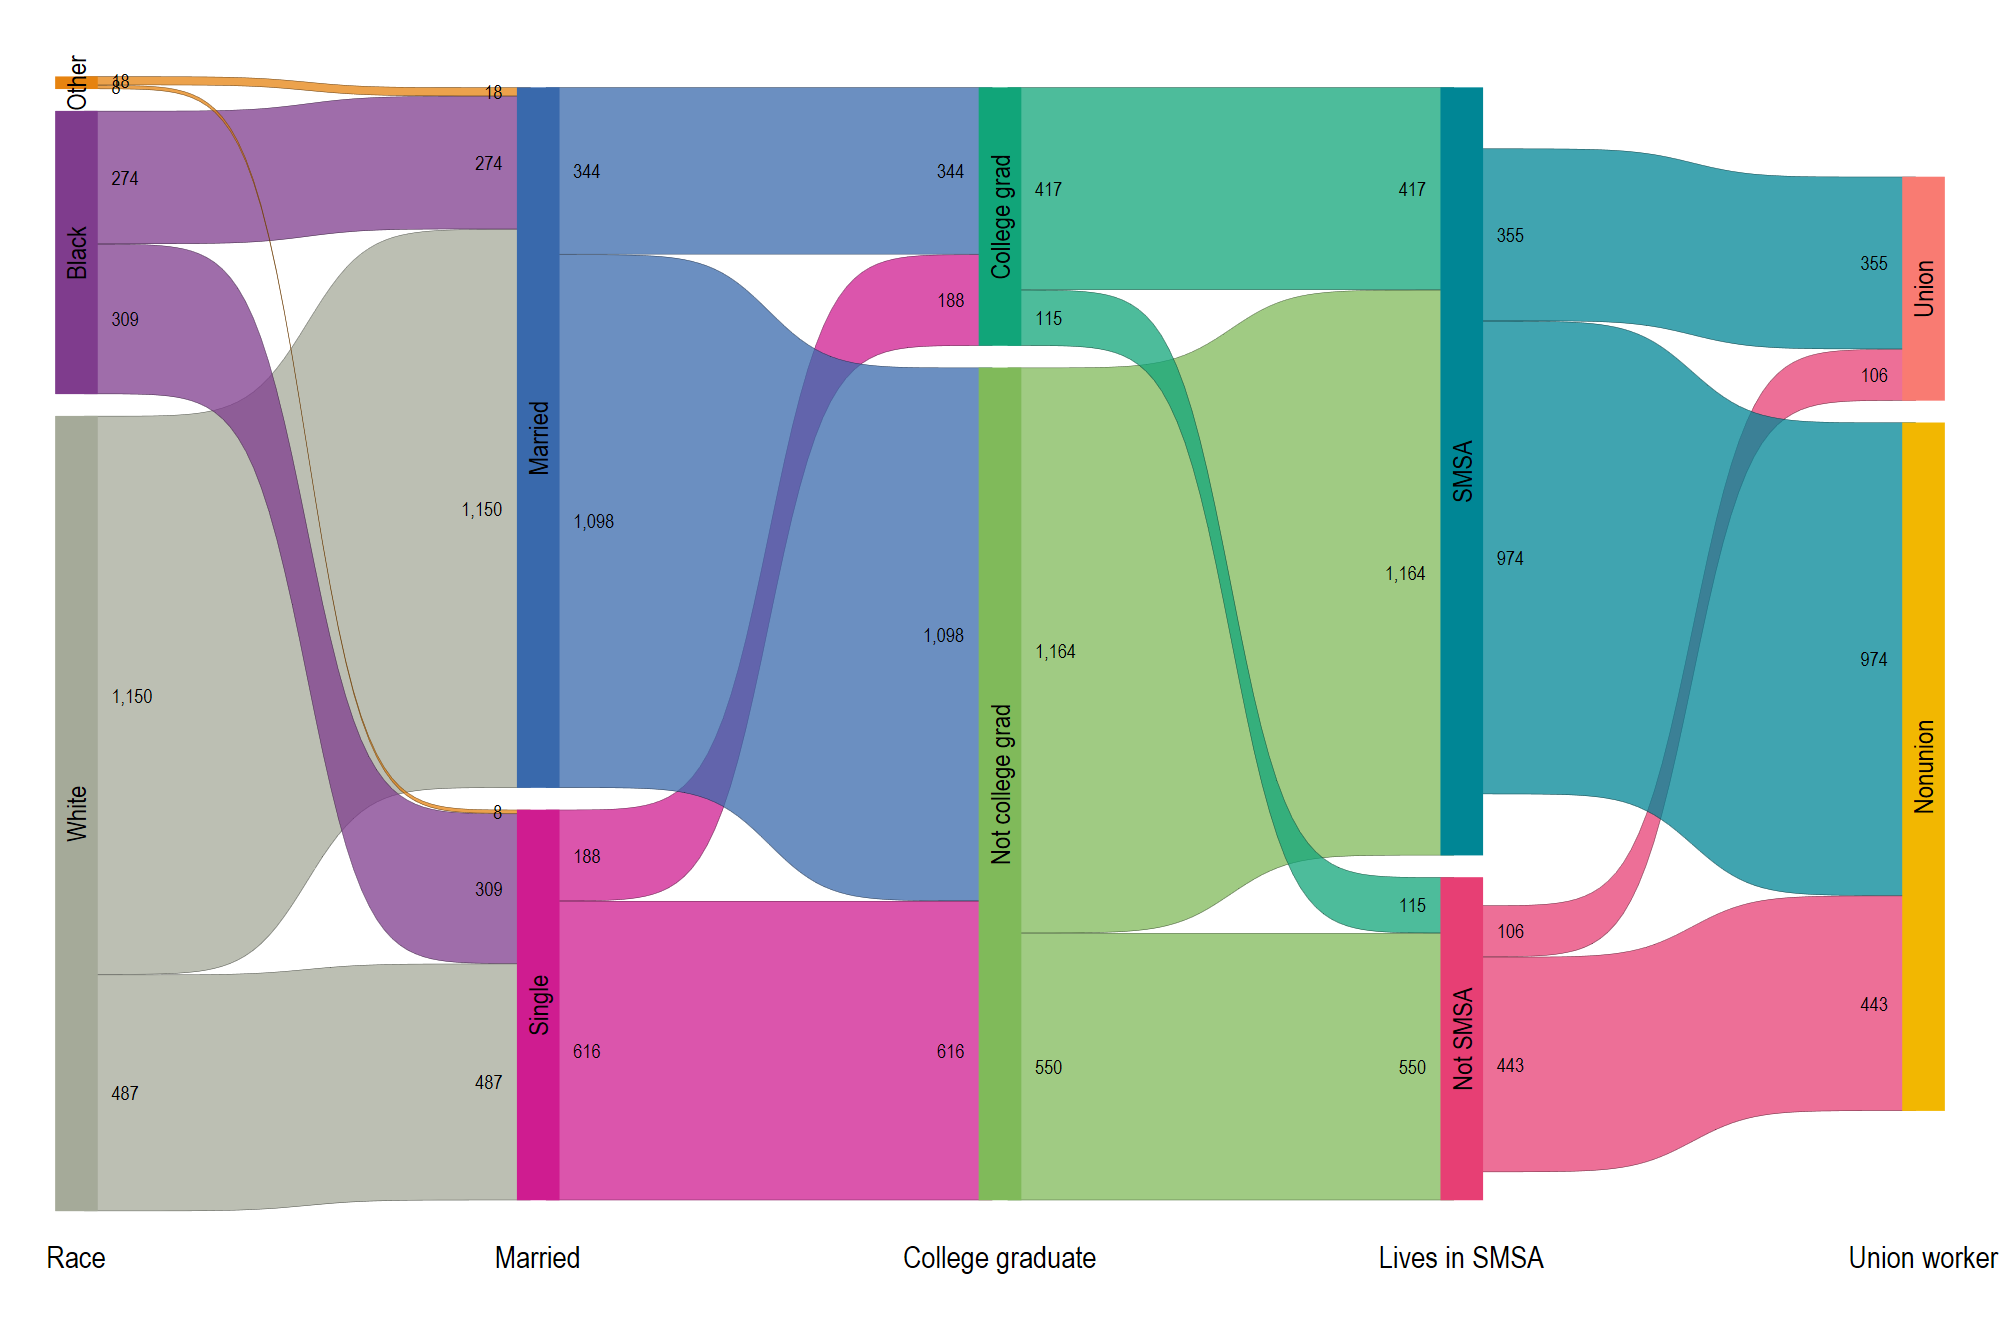 Other
18
8
Black
274
309
White
1,150
487
18
274
1,150
Married
344
1,098
8
309
487
Single
188
616
344
188
College grad
417
115
1,098
616
Not college grad
1,164
550
417
1,164
SMSA
355
974
115
550
Not SMSA
106
443
355
106
Union
974
443
Nonunion
Race
Married
College graduate
Lives in SMSA
Union worker